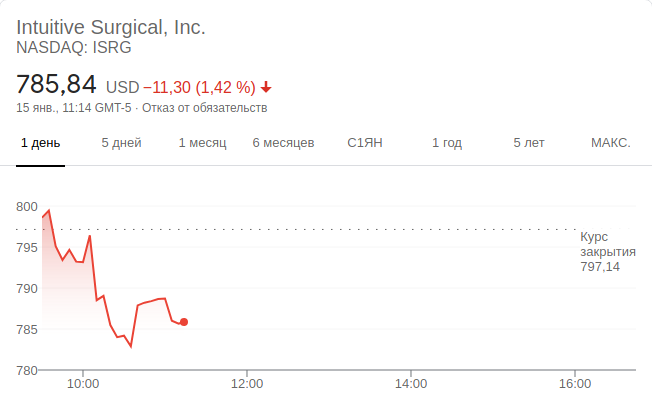 Intuitive Surgical, Inc.
NASDAQ: ISRG
785,84 USD −11,30 (1,42 %)
15 янв., 11:14 GMT-5 · Отказ от обязательств
1 день 5 дней 1 месяц 6 месяцев С1ЯН 1 год 5 лет МАКС.
800
795
790
785
780
Курс
закрытия
797,14
10:00 12:00 14:00 16:00